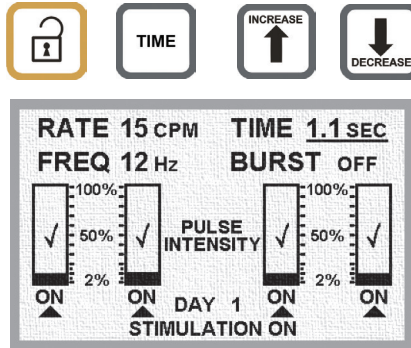 TIME
INCREASE
DECREASE
RATE 15 CPM TIME 1.1 SEC
FREQ 12 Hz BURST OFF
100% 100%
50% PULSE INTENSITY 50%
2% 2%
ON ON DAY 1 ON ON
STIMULATION ON